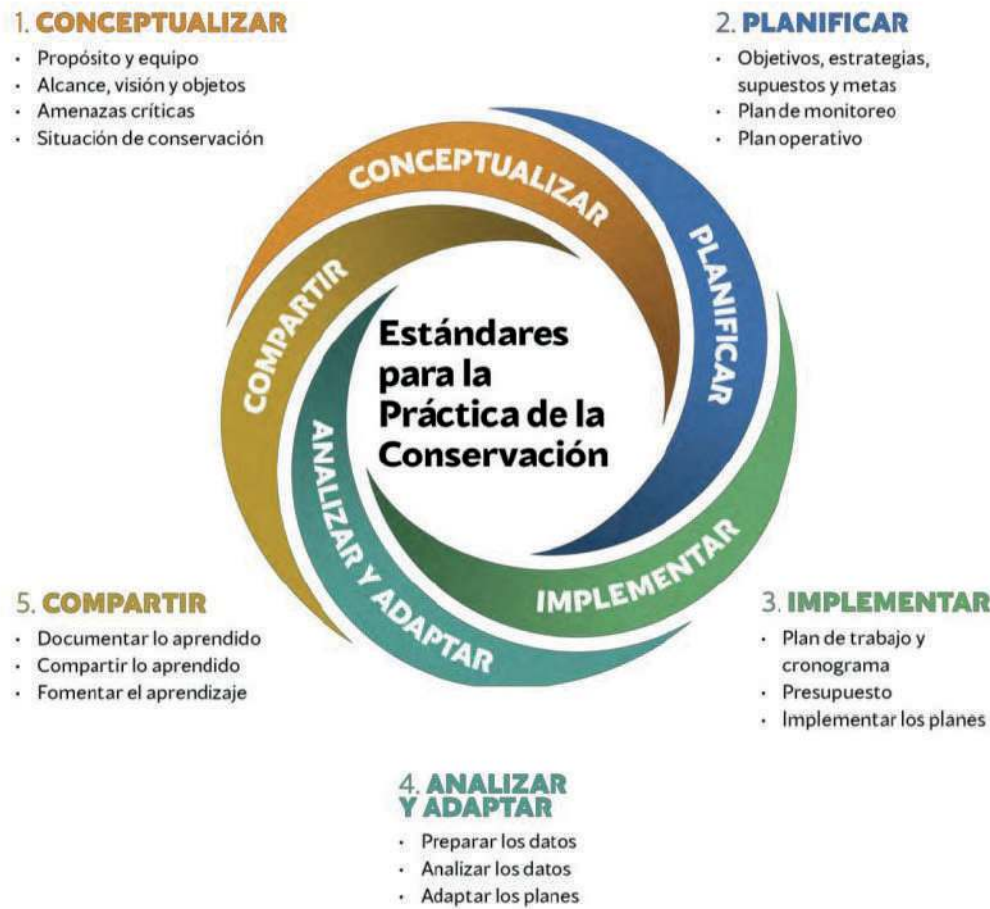 1. CONCEPTUALIZAR
· Propósito y equipo
· Alcance, visión y objetos
· Amenazas críticas
· Situación de conservación
2. PLANIFICAR
· Objetivos, estrategias,
supuestos y metas
· Plan de monitoreo
· Plan operativo
CONCEPTUALIZAR
PLANIFICAR
IMPLEMENTAR
ANALIZAR Y ADAPTAR
COMPARTIR
Estándares
para la
Práctica de la
Conservación
3. IMPLEMENTAR
· Plan de trabajo y
cronograma
· Presupuesto
· Implementar los planes
5. COMPARTIR
· Documentar lo aprendido
· Compartir lo aprendido
· Fomentar el aprendizaje
4. ANALIZAR
Y ADAPTAR
· Preparar los datos
· Analizar los datos
· Adaptar los planes